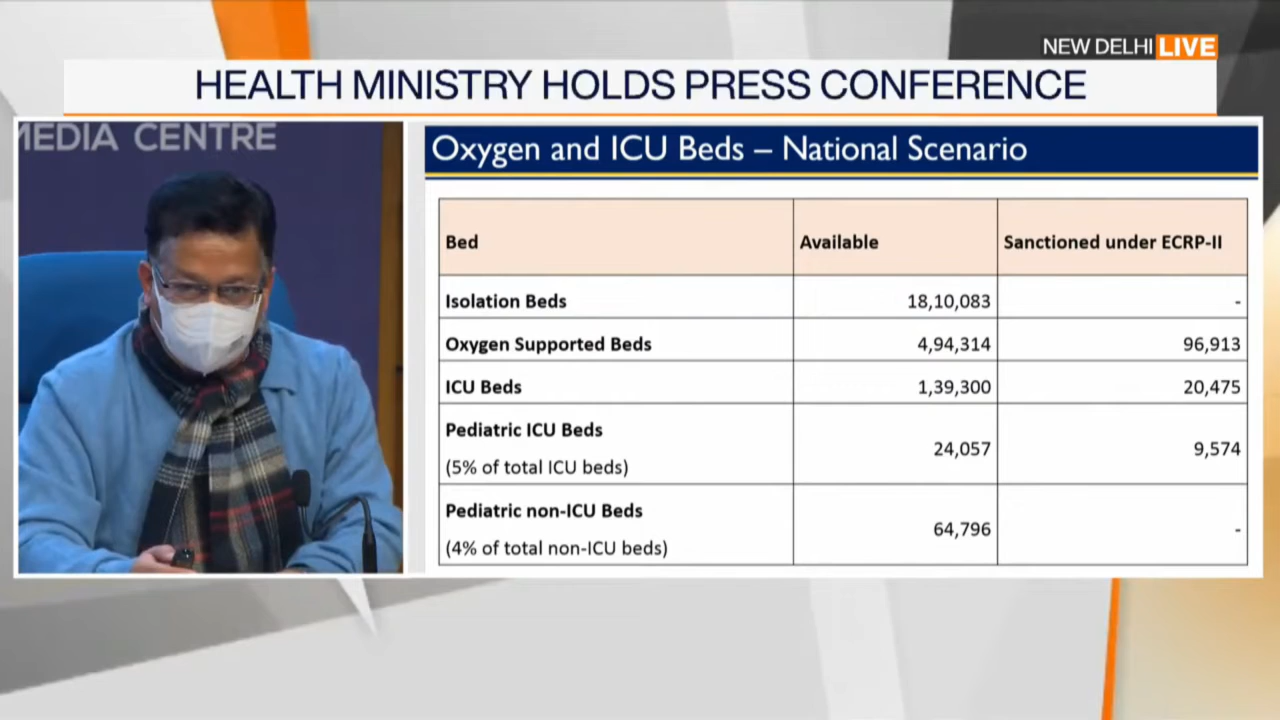 NEW DELHI LIVE
HEALTH MINISTRY HOLDS PRESS CONFERENCE
MEDIA CENTRE
Oxygen and ICU Beds – National Scenario
Bed Available Sanctioned under ECRP-II
Isolation Beds 18,10,083 -
Oxygen Supported Beds 4,94,314 96,913
ICU Beds 1,39,300 20,475
Pediatric ICU Beds
(5% of total ICU beds) 24,057 9,574
Pediatric non-ICU Beds
(4% of total non-ICU beds) 64,796 -